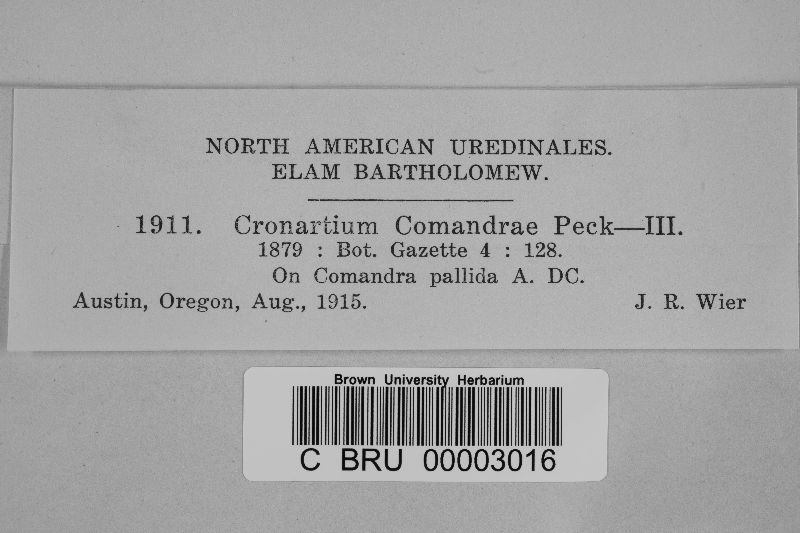 NORTH AMERICAN UREDINALES.
ELAM BARTHOLOMEW.
1911. Cronartium Comandrae Peck—III.
1879 : Bot. Gazette 4 : 128.
On Comandra pallida A. DC.
Austin, Oregon, Aug., 1915. J. R. Wier
Brown University Herbarium
C BRU 00003016